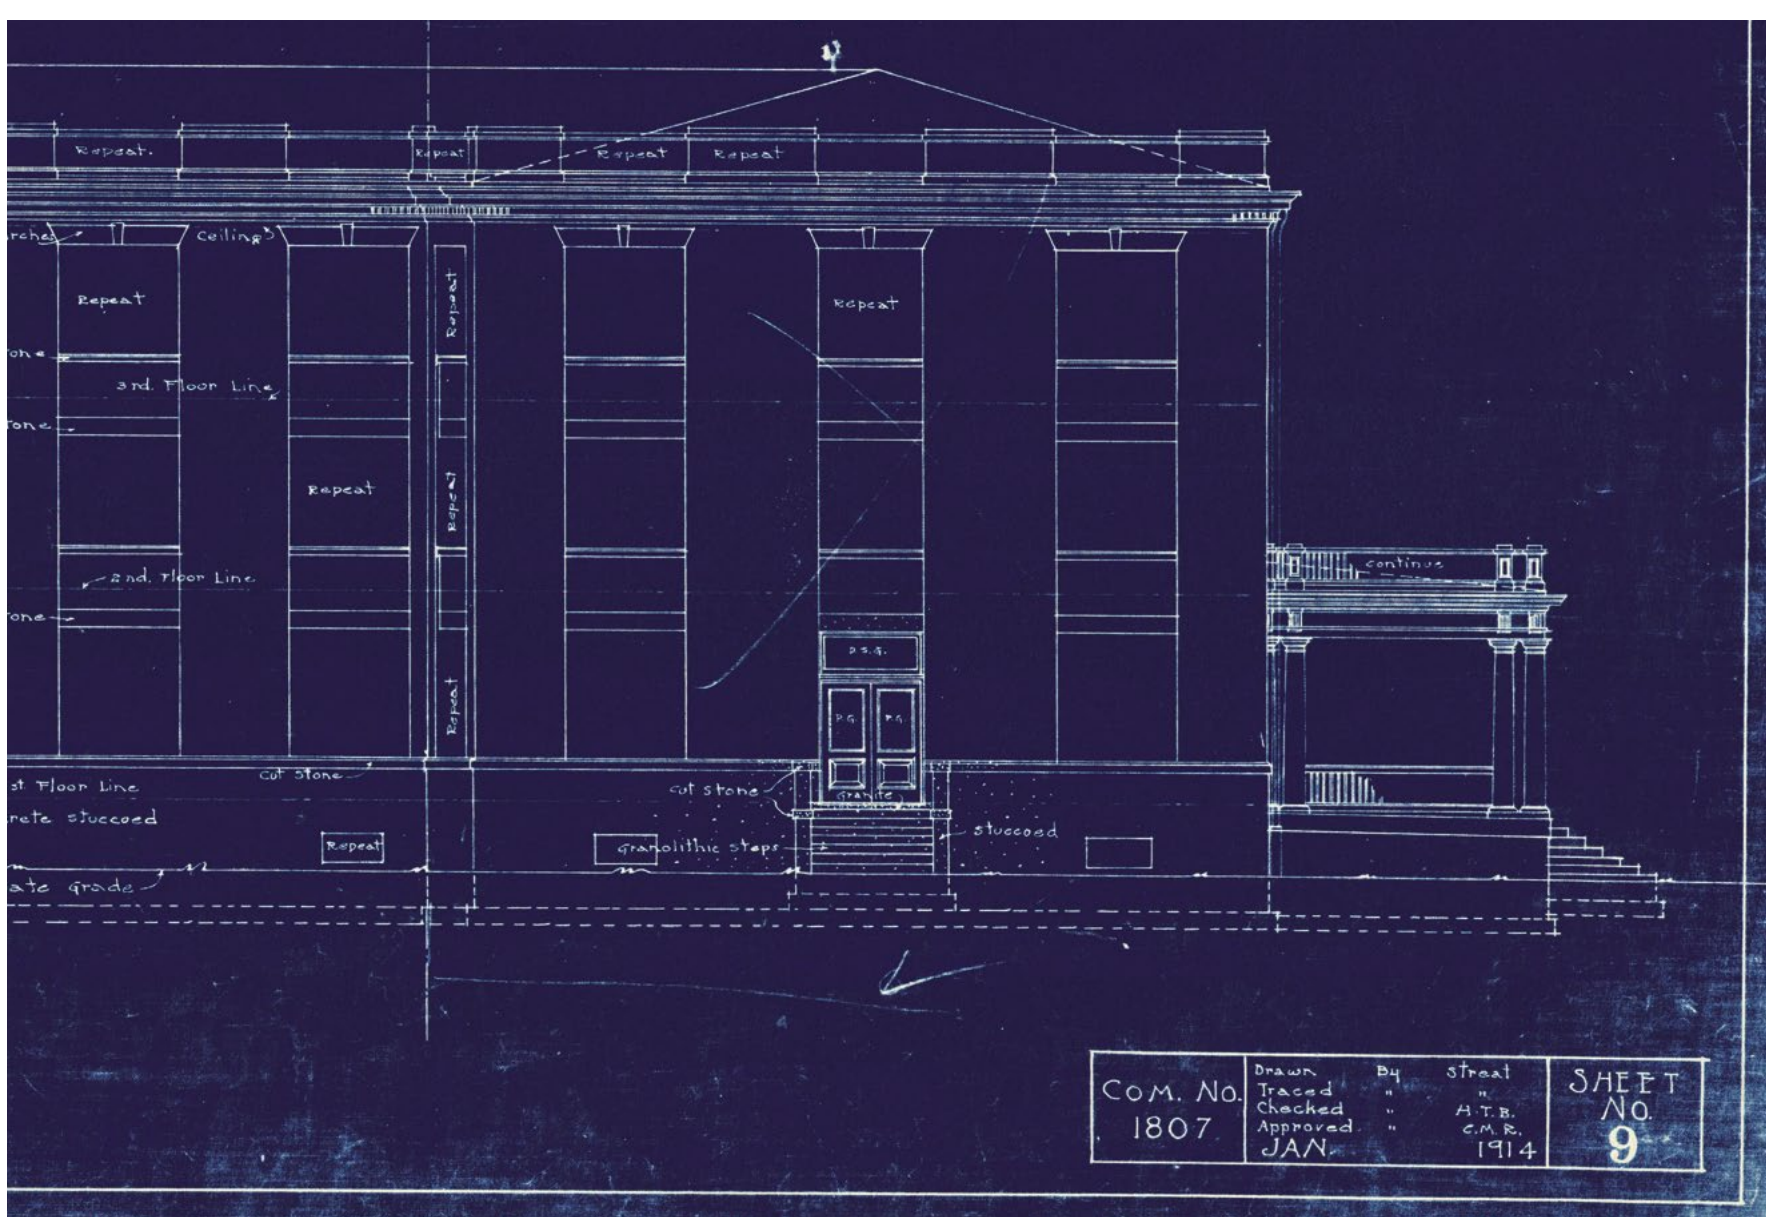 Repeat.
Repeat
Repeat
Repeat
Ceiling
Repeat
Repeat
Repeat
3rd. Floor Line
Repeat
Repeat
continue
2nd. Floor Line
D.S.G.
Repeat
P.G. P.G.
Cut Stone
Cut Stone
Granite
st. Floor Line
rete stuccoed
Stuccoed
Repeat
Granolithic Steps
ate Grade
COM. NO.
1807
Drawn By Streat
Traced " "
Checked " H.T.B.
Approved. " C.M.R.
JAN. 1914
SHEET
NO.
9